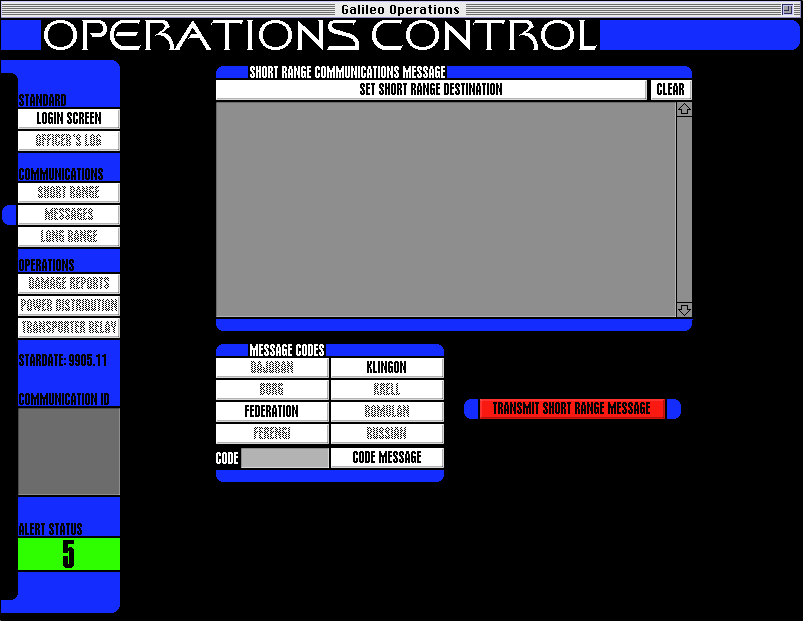 Galileo Operations
OPERATIONS CONTROL
STANDARD
LOGIN SCREEN
OFFICER'S LOG
COMMUNICATIONS
SHORT RANGE
MESSAGES
LONG RANGE
OPERATIONS
DAMAGE REPORTS
POWER DISTRIBUTION
TRANSPORTER RELAY
STARDATE: 9905.11
COMMUNICATION ID
ALERT STATUS
5
SHORT RANGE COMMUNICATIONS MESSAGE
SET SHORT RANGE DESTINATION
CLEAR
MESSAGE CODES
BAJORAN
KLINGON
BORG
KRELL
FEDERATION
ROMULAN
FERENGI
RUSSIAN
CODE
CODE MESSAGE
TRANSMIT SHORT RANGE MESSAGE